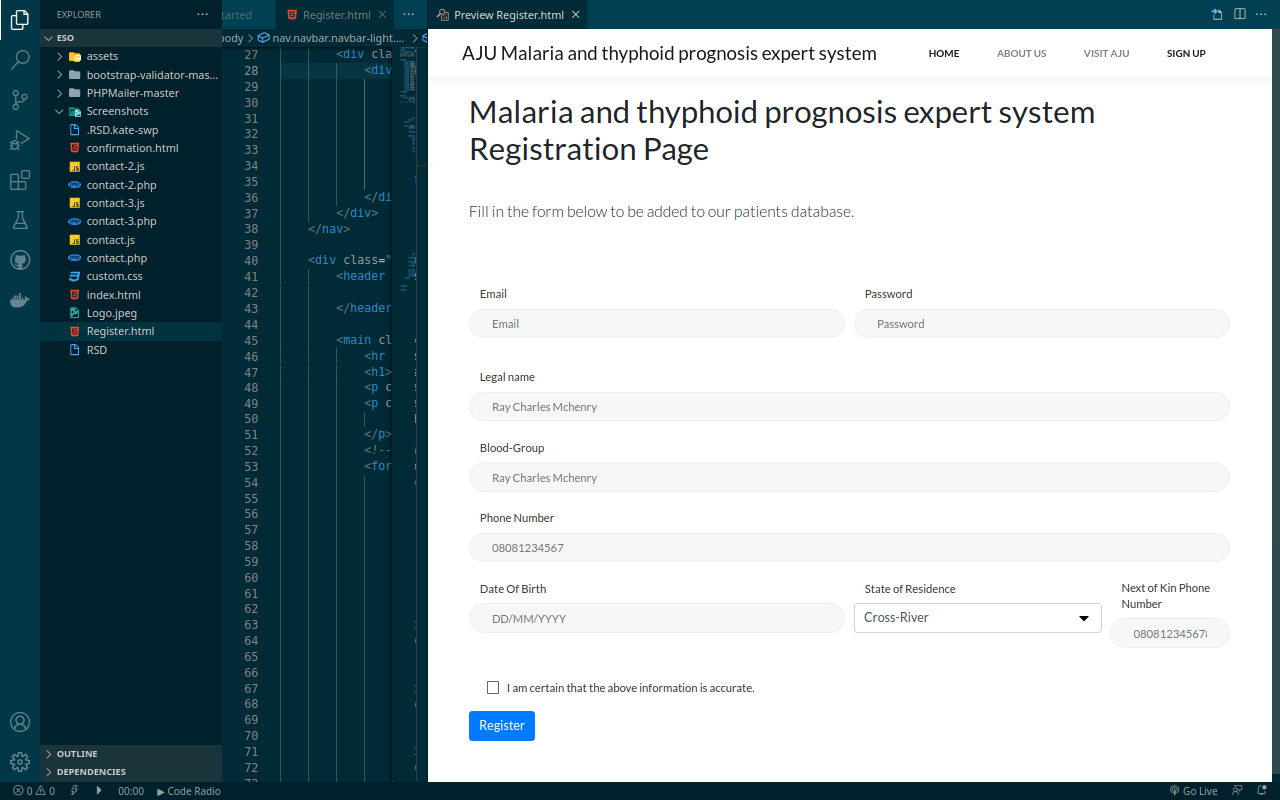 EXPLORER
ESO
assets
bootstrap-validator-mas...
PHPMailer-master
Screenshots
.RSD.kate-swp
confirmation.html
contact-2.js
contact-2.php
contact-3.js
contact-3.php
contact.js
contact.php
custom.css
index.html
Logo.jpeg
Register.html
RSD
OUTLINE
DEPENDENCIES
tarted
Register.html
body > nav.navbar.navbar-light....
27 <div cla
28 <div
29
30
31
32
33
34
35
36 </di
37 </div>
38 </nav>
39
40 <div class="
41 <header
42
43 </header
44
45 <main cl
46 <hr
47 <h1>
48 <p c
49 <p c
50
51 </p>
52 <!--
53 <for
54
55
56
57
58
59
60
61
62
63
64
65
66
67
68
69
70
71
72
Preview Register.html
AJU Malaria and thyphoid prognosis expert system
HOME
ABOUT US
VISIT AJU
SIGN UP
Malaria and thyphoid prognosis expert system
Registration Page
Fill in the form below to be added to our patients database.
Email Password
Email Password
Legal name
Ray Charles Mchenry
Blood-Group
Ray Charles Mchenry
Phone Number
08081234567
Date Of Birth State of Residence Next of Kin Phone
Number
DD/MM/YYYY Cross-River
080812345678
I am certain that the above information is accurate.
Register
0 0 00:00 Code Radio Go Live